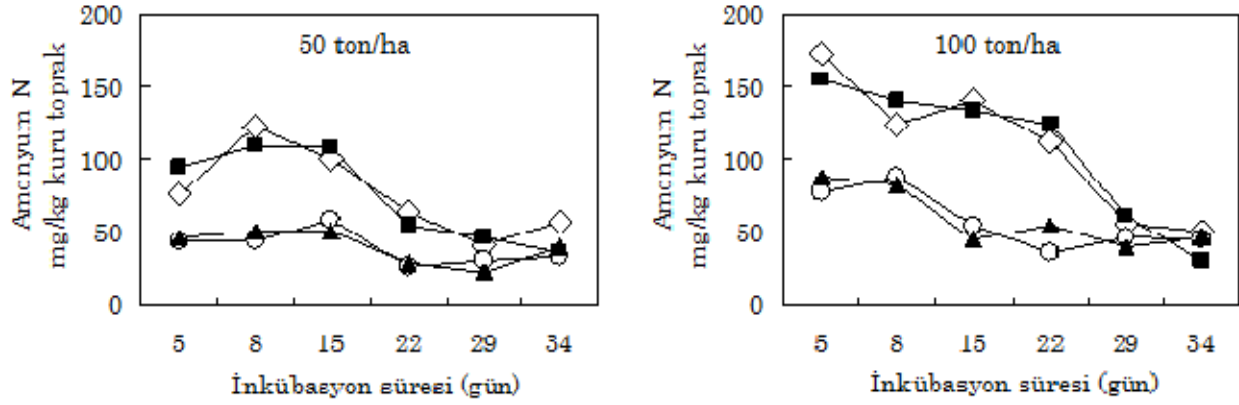 50 ton/ha
Amonyum N
mg/kg kuru toprak
200
150
100
50
0
5 8 15 22 29 34
İnkübasyon süresi (gün)
100 ton/ha
Amonyum N
mg/kg kuru toprak
200
150
100
50
0
5 8 15 22 29 34
İnkübasyon süresi (gün)